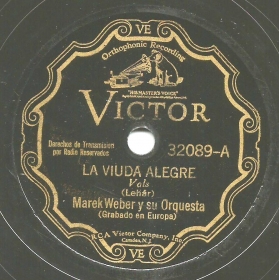 VE
Orthophonic Recording
"HIS MASTER'S VOICE"
VICTOR
Derechos de Transmision
por Radio Reservados
32089-A
LA VIUDA ALEGRE
Vals
(Lehár)
Marek Weber y su Orquesta
(Grabado en Europa)
RCA Victor Company, Inc.
Camden, N.J.
VE